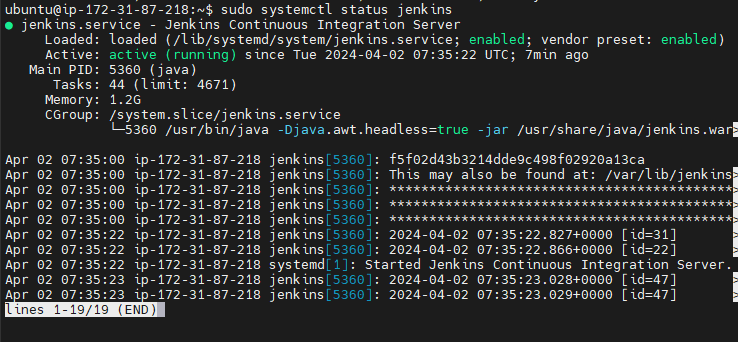 ubuntu@ip-172-31-87-218:~$ sudo systemctl status jenkins
● jenkins.service - Jenkins Continuous Integration Server
Loaded: loaded (/lib/systemd/system/jenkins.service; enabled; vendor preset: enabled)
Active: active (running) since Tue 2024-04-02 07:35:22 UTC; 7min ago
Main PID: 5360 (java)
Tasks: 44 (limit: 4671)
Memory: 1.2G
CGroup: /system.slice/jenkins.service
└─5360 /usr/bin/java -Djava.awt.headless=true -jar /usr/share/java/jenkins.war>
Apr 02 07:35:00 ip-172-31-87-218 jenkins[5360]: f5f02d43b3214dde9c498f02920a13ca
Apr 02 07:35:00 ip-172-31-87-218 jenkins[5360]: This may also be found at: /var/lib/jenkins>
Apr 02 07:35:00 ip-172-31-87-218 jenkins[5360]: *******************************************>
Apr 02 07:35:00 ip-172-31-87-218 jenkins[5360]: *******************************************>
Apr 02 07:35:00 ip-172-31-87-218 jenkins[5360]: *******************************************>
Apr 02 07:35:22 ip-172-31-87-218 jenkins[5360]: 2024-04-02 07:35:22.827+0000 [id=31] >
Apr 02 07:35:22 ip-172-31-87-218 jenkins[5360]: 2024-04-02 07:35:22.866+0000 [id=22] >
Apr 02 07:35:22 ip-172-31-87-218 systemd[1]: Started Jenkins Continuous Integration Server.
Apr 02 07:35:23 ip-172-31-87-218 jenkins[5360]: 2024-04-02 07:35:23.028+0000 [id=47] >
Apr 02 07:35:23 ip-172-31-87-218 jenkins[5360]: 2024-04-02 07:35:23.029+0000 [id=47] >
lines 1-19/19 (END)